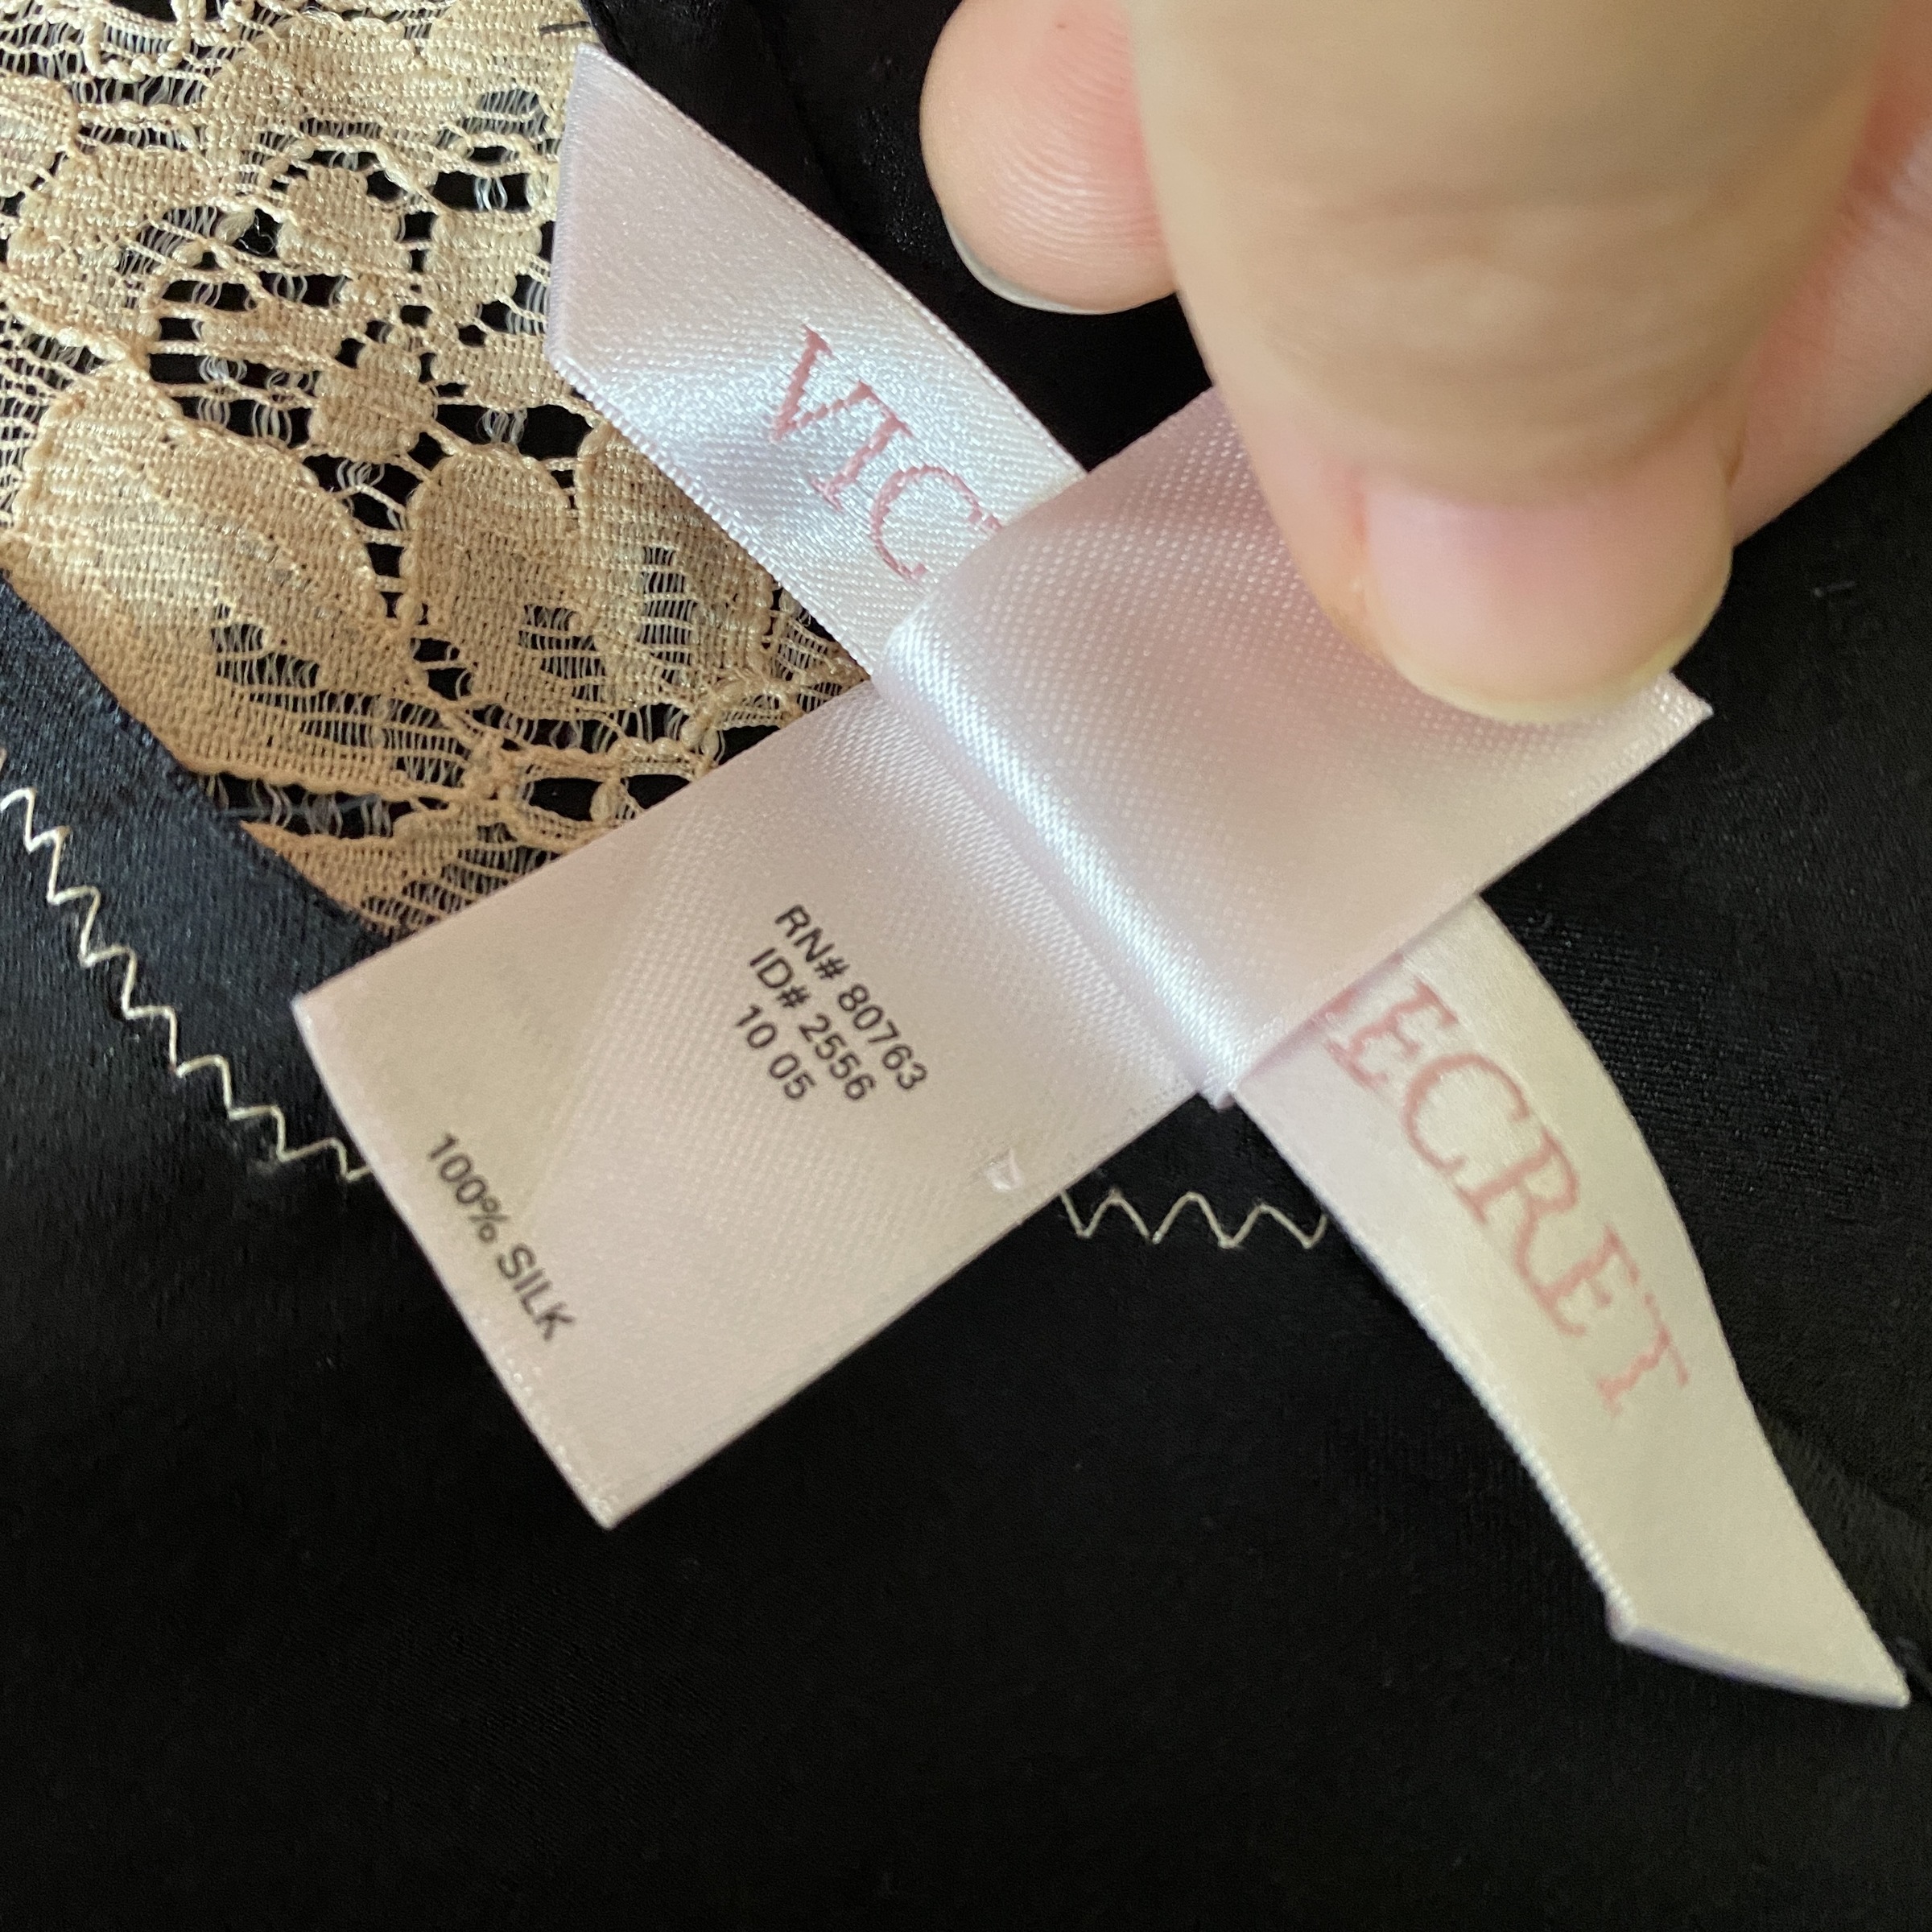 VIC
ECRET
RN# 80763
ID# 2556
10 05
100% SILK